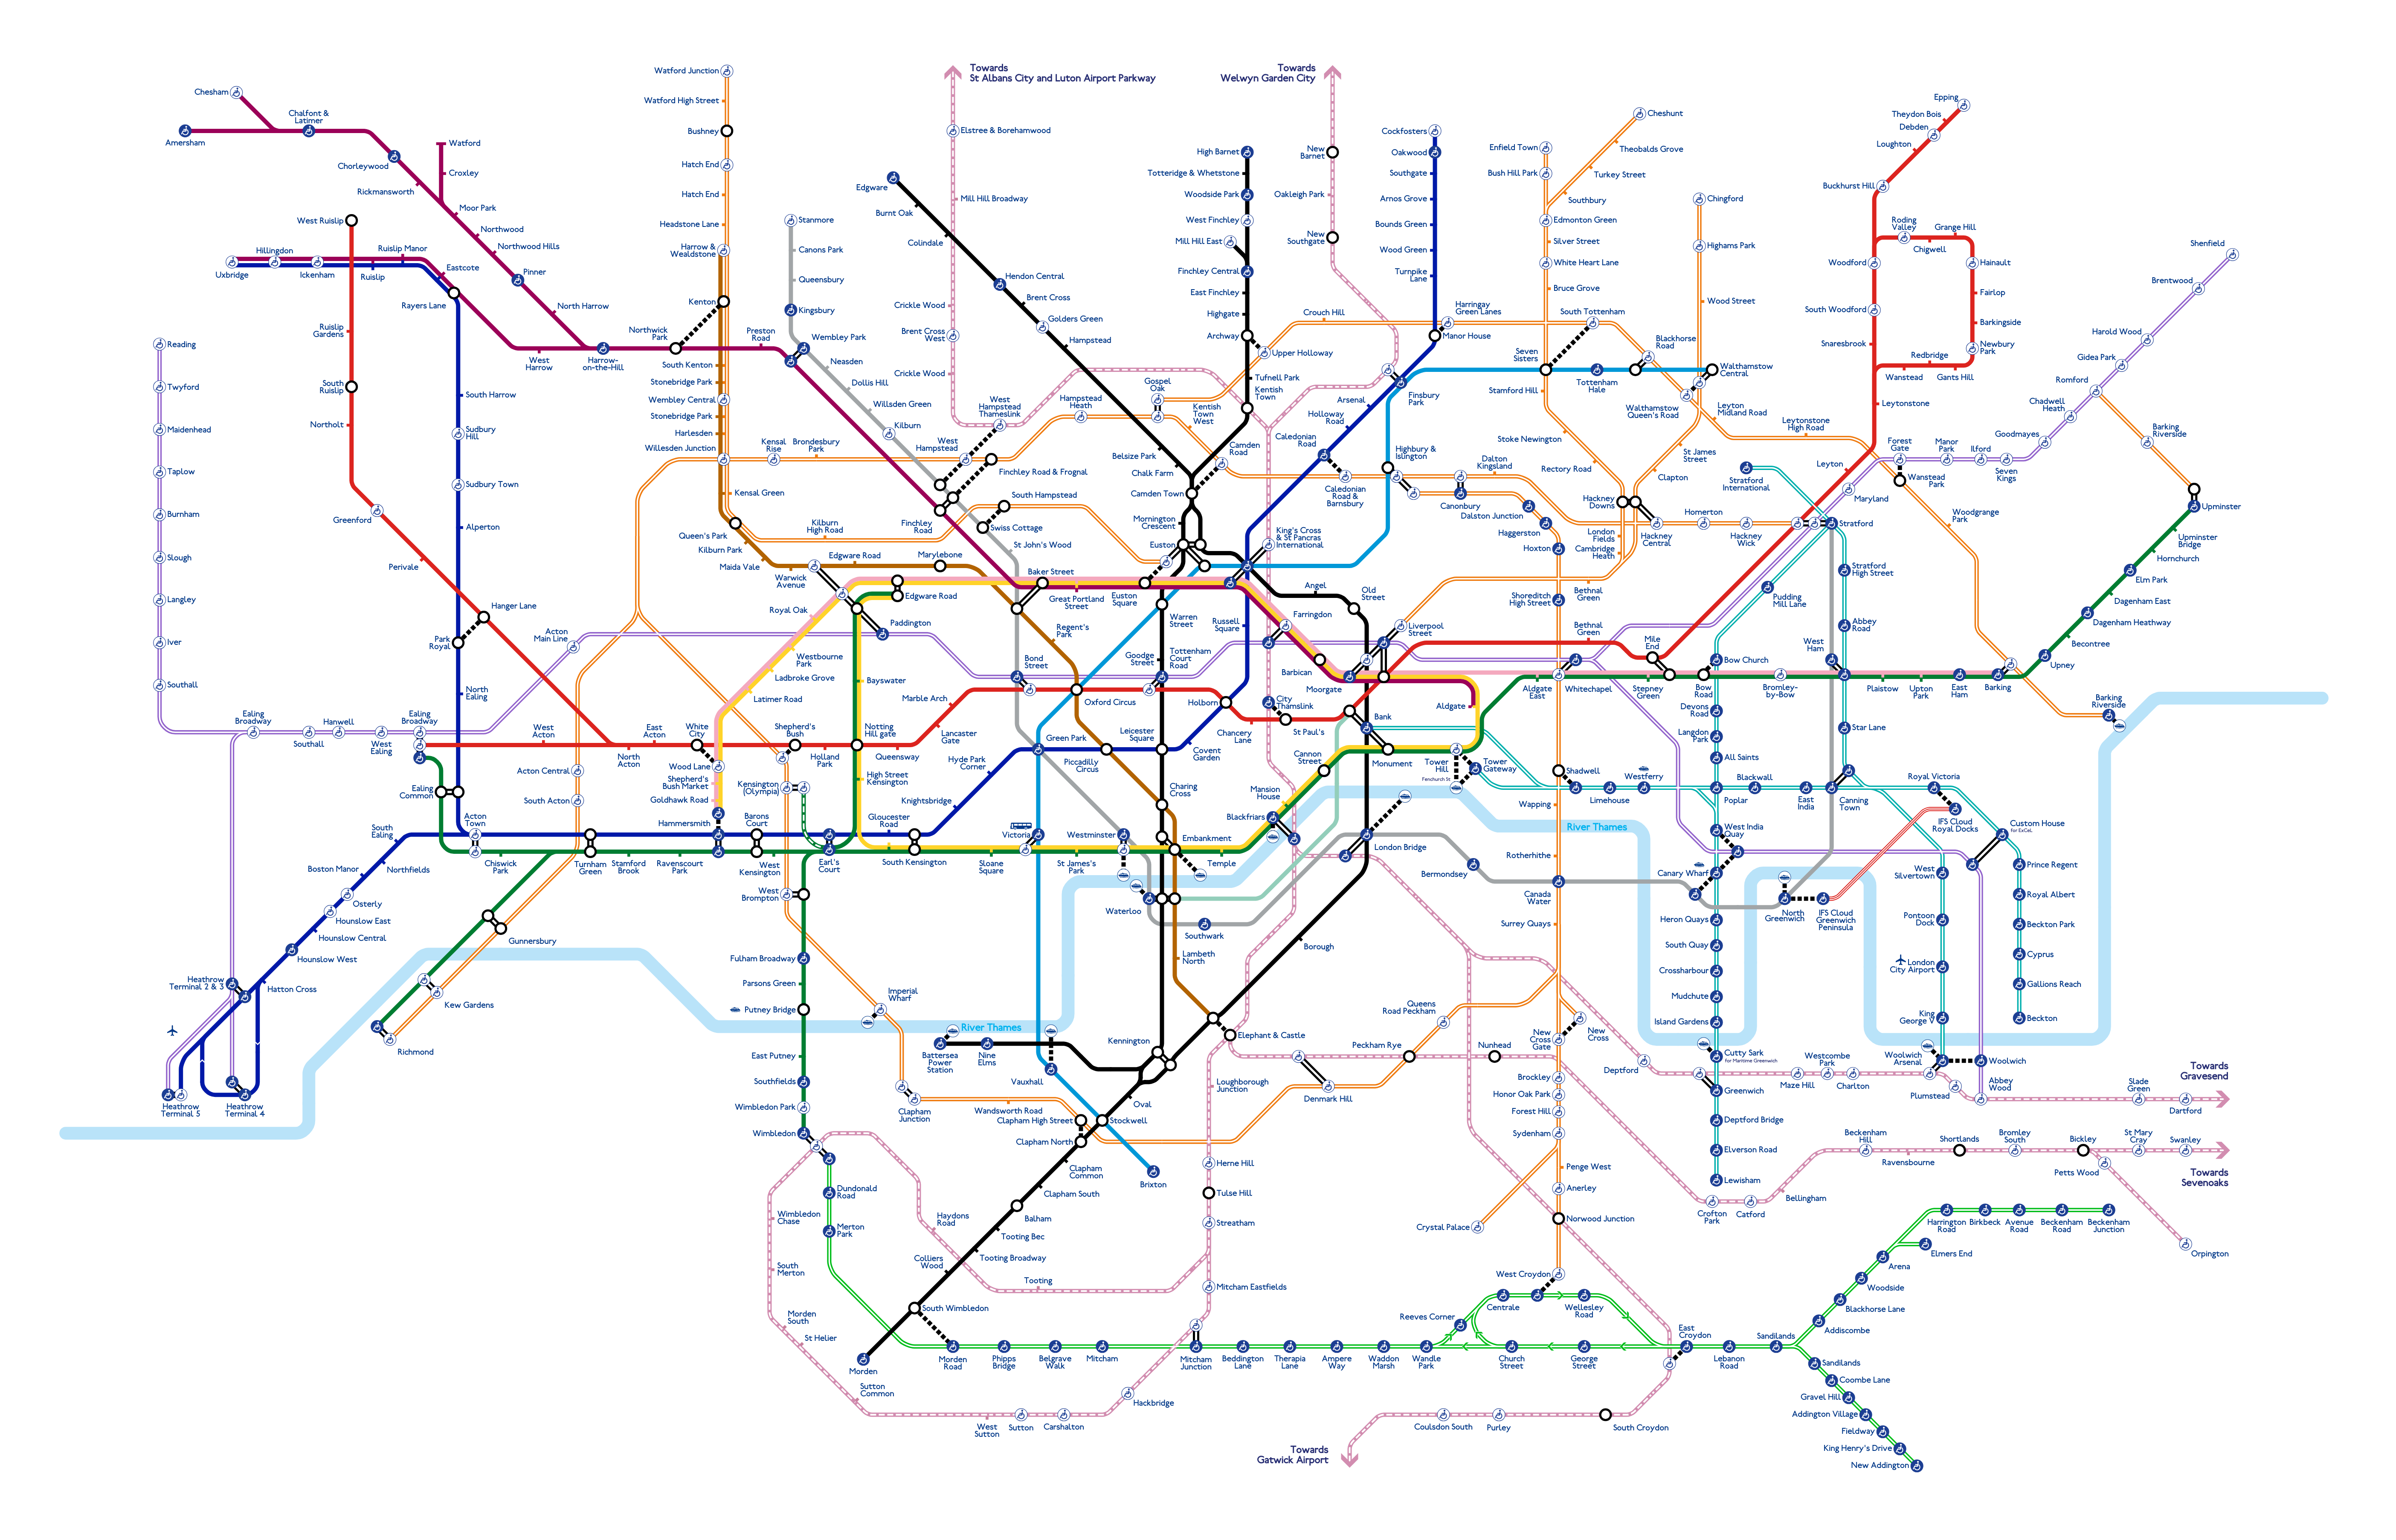 Watford Junction
Watford High Street
Bushney
Hatch End
Hatch End
Headstone Lane
Harrow &
Wealdstone
Kenton
South Kenton
Stonebridge Park
Wembley Central
Stonebridge Park
Harlesden
Willesden Junction
Kensal Green
Queen's Park
Kilburn Park
Maida Vale
Warwick
Avenue
Edgware Road
Marylebone
Chesham
Chalfont &
Latimer
Amersham
Chorleywood
Rickmansworth
Watford
Croxley
Moor Park
Northwood
Northwood Hills
Pinner
North Harrow
West Ruislip
Hillingdon
Uxbridge
Ickenham
Ruislip
Ruislip Manor
Eastcote
Rayers Lane
West
Harrow
Harrow-
on-the-Hill
Northwick
Park
Preston
Road
Ruislip
Gardens
South
Ruislip
Northolt
Greenford
Perivale
Hanger Lane
Park
Royal
South Harrow
Sudbury
Hill
Sudbury Town
Alperton
North
Ealing
Reading
Twyford
Maidenhead
Taplow
Burnham
Slough
Langley
Iver
Southall
Ealing
Broadway
Southall
Hanwell
West
Ealing
Ealing
Broadway
Acton
Main Line
West
Acton
North
Acton
East
Acton
White
City
Shepherd's
Bush
Holland
Park
Notting
Hill gate
Queensway
Lancaster
Gate
Marble Arch
Bond
Street
Oxford Circus
Tottenham
Court
Road
Holborn
Chancery
Lane
St Paul's
Bank
Stanmore
Canons Park
Queensbury
Kingsbury
Wembley Park
Neasden
Dollis Hill
Willsden Green
Kilburn
West
Hampstead
Finchley Road & Frognal
Finchley
Road
Swiss Cottage
South Hampstead
St John's Wood
Kensal
Rise
Brondesbury
Park
Kilburn
High Road
Edgware
Burnt Oak
Colindale
Hendon Central
Brent Cross
Golders Green
Hampstead
Belsize Park
Chalk Farm
Camden Town
Mornington
Crescent
Euston
Towards
St Albans City and Luton Airport Parkway
Elstree & Borehamwood
Mill Hill Broadway
Crickle Wood
Brent Cross
West
Crickle Wood
West
Hampstead
Thameslink
Hampstead
Heath
Gospel
Oak
Kentish
Town
West
Camden
Road
High Barnet
Totteridge & Whetstone
Woodside Park
West Finchley
Mill Hill East
Finchley Central
East Finchley
Highgate
Archway
Upper Holloway
Tufnell Park
Kentish
Town
Towards
Welwyn Garden City
New
Barnet
Oakleigh Park
New
Southgate
Crouch Hill
Cockfosters
Oakwood
Southgate
Arnos Grove
Bounds Green
Wood Green
Turnpike
Lane
Harringay
Green Lanes
Manor House
Finsbury
Park
Arsenal
Holloway
Road
Caledonian
Road
Highbury &
Islington
Caledonian
Road &
Barnsbury
Canonbury
Dalton
Kingsland
Dalston Junction
Haggerston
Hoxton
Shoreditch
High Street
Enfield Town
Bush Hill Park
Cheshunt
Theobalds Grove
Turkey Street
Southbury
Edmonton Green
Silver Street
White Heart Lane
Bruce Grove
South Tottenham
Seven
Sisters
Tottenham
Hale
Blackhorse
Road
Walthamstow
Central
Walthamstow
Queen's Road
Stamford Hill
Stoke Newington
Rectory Road
Hackney
Downs
London
Fields
Cambridge
Heath
Hackney
Central
Bethnal
Green
Chingford
Highams Park
Wood Street
St James
Street
Clapton
Leyton
Midland Road
Leytonstone
High Road
Homerton
Hackney
Wick
Stratford
Stratford
International
Epping
Theydon Bois
Debden
Loughton
Buckhurst Hill
Roding
Valley
Chigwell
Grange Hill
Hainault
Fairlop
Barkingside
Newbury
Park
Woodford
South Woodford
Snaresbrook
Redbridge
Wanstead
Gants Hill
Leytonstone
Leyton
Maryland
Forest
Gate
Wanstead
Park
Manor
Park
Ilford
Seven
Kings
Goodmayes
Chadwell
Heath
Romford
Gidea Park
Harold Wood
Brentwood
Shenfield
Barking
Riverside
Upminster
Upminster
Bridge
Hornchurch
Elm Park
Dagenham East
Dagenham Heathway
Becontree
Upney
Woodgrange
Park
Barking
Barking
Riverside
East
Ham
Upton
Park
Plaistow
West
Ham
Bromley-
by-Bow
Bow Church
Bow
Road
Mile
End
Stepney
Green
Whitechapel
Aldgate
East
Bethnal
Green
Stratford
High Street
Abbey
Road
Pudding
Mill Lane
Star Lane
Devons
Road
Langdon
Park
All Saints
Poplar
Blackwall
East
India
Canning
Town
Royal Victoria
IFS Cloud
Royal Docks
Custom House
for ExCeL
Prince Regent
Royal Albert
Beckton Park
Cyprus
Gallions Reach
Beckton
West
Silvertown
Pontoon
Dock
London
City Airport
King
George V
Woolwich
Arsenal
Woolwich
Abbey
Wood
North
Greenwich
IFS Cloud
Greenwich
Peninsula
Royal Oak
Westbourne
Park
Ladbroke Grove
Latimer Road
Wood Lane
Shepherd's
Bush Market
Goldhawk Road
Hammersmith
Paddington
Bayswater
High Street
Kensington
Edgware Road
Baker Street
Great Portland
Street
Euston
Square
King's Cross
& St Pancras
International
Regent's
Park
Warren
Street
Goodge
Street
Russell
Square
Angel
Old
Street
Farringdon
Barbican
Moorgate
Liverpool
Street
Aldgate
City
Thamslink
Green Park
Piccadilly
Circus
Leicester
Square
Covent
Garden
Hyde Park
Corner
Knightsbridge
Charing
Cross
Embankment
Cannon
Street
Monument
Mansion
House
Blackfriars
Tower
Hill
Fenchurch St
Tower
Gateway
Shadwell
Limehouse
Westferry
Wapping
Rotherhithe
Canada
Water
Surrey Quays
River Thames
West India
Quay
Canary Wharf
Heron Quays
South Quay
Crossharbour
Mudchute
Island Gardens
Cutty Sark
for Maritime Greenwich
Greenwich
Deptford Bridge
Elverson Road
Lewisham
Acton Central
South Acton
Kensington
(Olympia)
Ealing
Common
Acton
Town
South
Ealing
Boston Manor
Northfields
Osterly
Hounslow East
Hounslow Central
Hounslow West
Hatton Cross
Heathrow
Terminal 2 & 3
Heathrow
Terminal 5
Heathrow
Terminal 4
Chiswick
Park
Turnham
Green
Stamford
Brook
Ravenscourt
Park
Barons
Court
West
Kensington
Earl's
Court
Gloucester
Road
South Kensington
Sloane
Square
Victoria
St James's
Park
Westminster
Temple
Waterloo
Southwark
London Bridge
Bermondsey
Borough
Lambeth
North
Elephant & Castle
Gunnersbury
Kew Gardens
Richmond
West
Brompton
Fulham Broadway
Parsons Green
Putney Bridge
East Putney
Southfields
Wimbledon Park
Wimbledon
Imperial
Wharf
River Thames
Battersea
Power
Station
Nine
Elms
Vauxhall
Kennington
Oval
Stockwell
Brixton
Clapham
Junction
Wandsworth Road
Clapham High Street
Clapham North
Clapham
Common
Clapham South
Balham
Tooting Bec
Tooting Broadway
Colliers
Wood
South Wimbledon
Morden
Loughborough
Junction
Denmark Hill
Peckham Rye
Queens
Road Peckham
Nunhead
New
Cross
Gate
New
Cross
Brockley
Honor Oak Park
Forest Hill
Sydenham
Penge West
Anerley
Crystal Palace
Norwood Junction
West Croydon
Deptford
Maze Hill
Westcombe
Park
Charlton
Plumstead
Slade
Green
Dartford
Towards
Gravesend
Beckenham
Hill
Ravensbourne
Shortlands
Bromley
South
Bickley
St Mary
Cray
Swanley
Petts Wood
Orpington
Towards
Sevenoaks
Crofton
Park
Catford
Bellingham
Herne Hill
Tulse Hill
Streatham
Mitcham Eastfields
Haydons
Road
Tooting
Wimbledon
Chase
South
Merton
Morden
South
St Helier
Sutton
Common
West
Sutton
Sutton
Carshalton
Hackbridge
Dundonald
Road
Merton
Park
Morden
Road
Phipps
Bridge
Belgrave
Walk
Mitcham
Mitcham
Junction
Beddington
Lane
Therapia
Lane
Ampere
Way
Waddon
Marsh
Wandle
Park
Reeves Corner
Centrale
Wellesley
Road
Church
Street
George
Street
East
Croydon
Lebanon
Road
Sandilands
Addiscombe
Blackhorse Lane
Woodside
Arena
Elmers End
Harrington
Road
Birkbeck
Avenue
Road
Beckenham
Road
Beckenham
Junction
Sandilands
Coombe Lane
Gravel Hill
Addington Village
Fieldway
King Henry's Drive
New Addington
South Croydon
Purley
Coulsdon South
Towards
Gatwick Airport